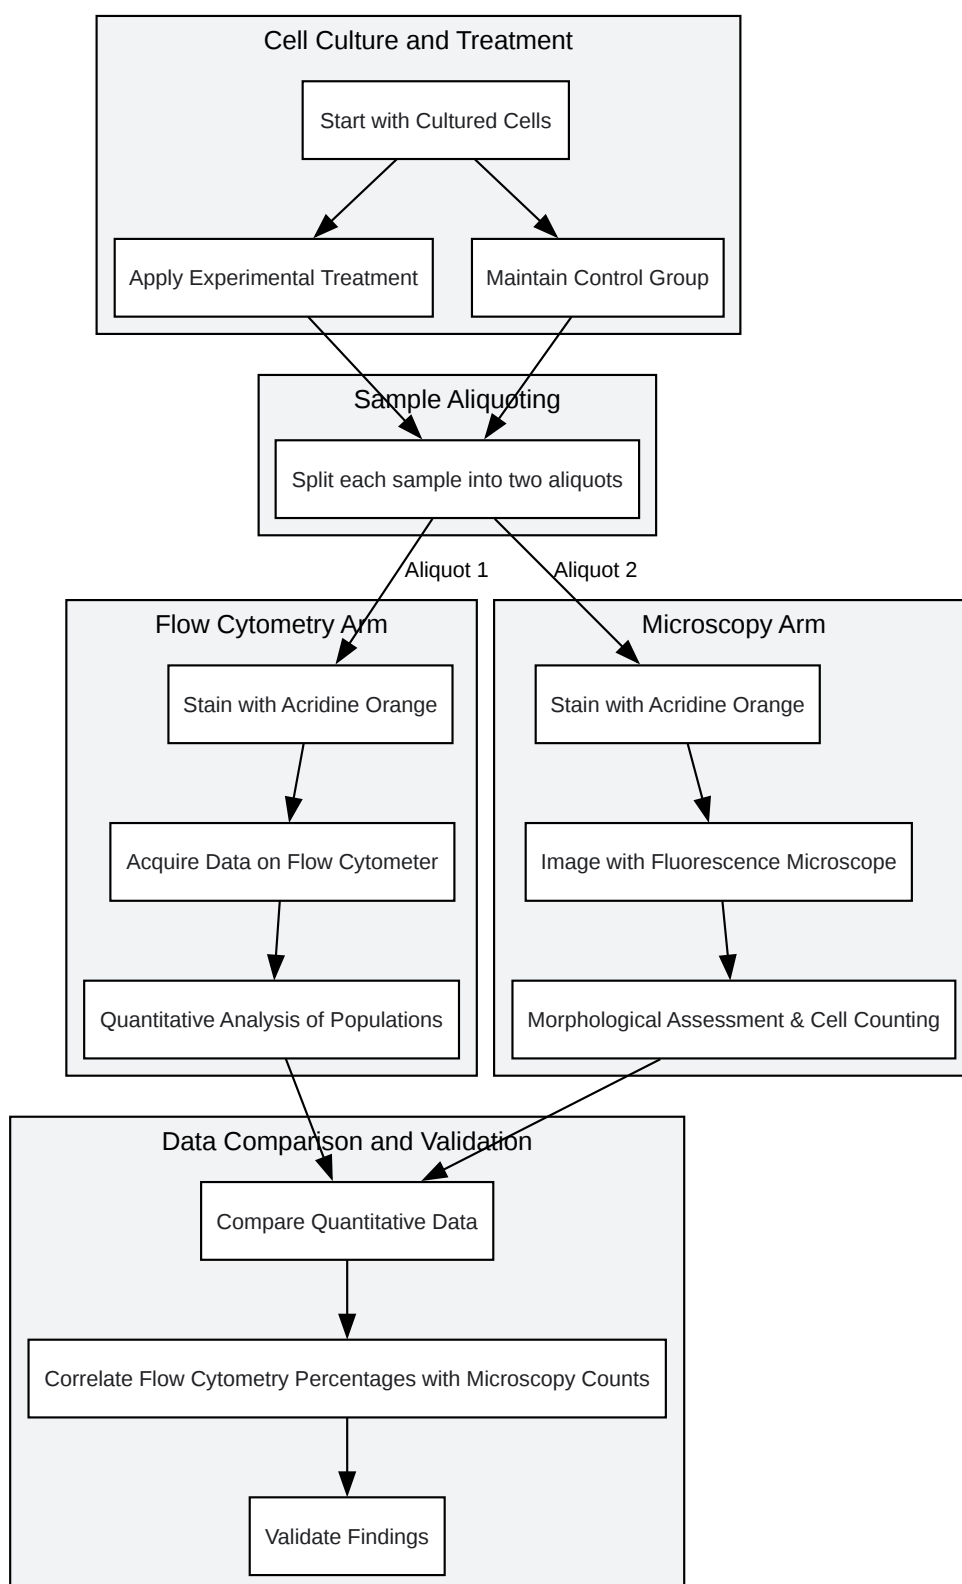 Cell Culture and Treatment
Start with Cultured Cells
Apply Experimental Treatment
Maintain Control Group
Sample Aliquoting
Split each sample into two aliquots
Aliquot 1
Aliquot 2
Flow Cytometry Arm
Stain with Acridine Orange
Acquire Data on Flow Cytometer
Quantitative Analysis of Populations
Microscopy Arm
Stain with Acridine Orange
Image with Fluorescence Microscope
Morphological Assessment & Cell Counting
Data Comparison and Validation
Compare Quantitative Data
Correlate Flow Cytometry Percentages with Microscopy Counts
Validate Findings